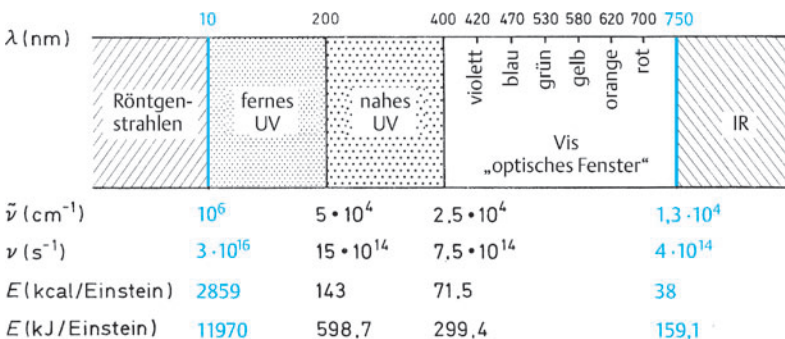 10 200 400 420 470 530 580 620 700 750
λ(nm)
violett blau grün gelb orange rot
Röntgen- fernes nahes IR
strahlen UV UV
Vis
„optisches Fenster“
ṽ(cm⁻¹) 10⁶ 5 • 10⁴ 2,5 • 10⁴ 1,3 · 10⁴
ν(s⁻¹) 3 · 10¹⁶ 15 • 10¹⁴ 7,5 • 10¹⁴ 4 · 10¹⁴
E(kcal/Einstein) 2859 143 71,5 38
E(kJ/Einstein) 11970 598,7 299,4 159,1